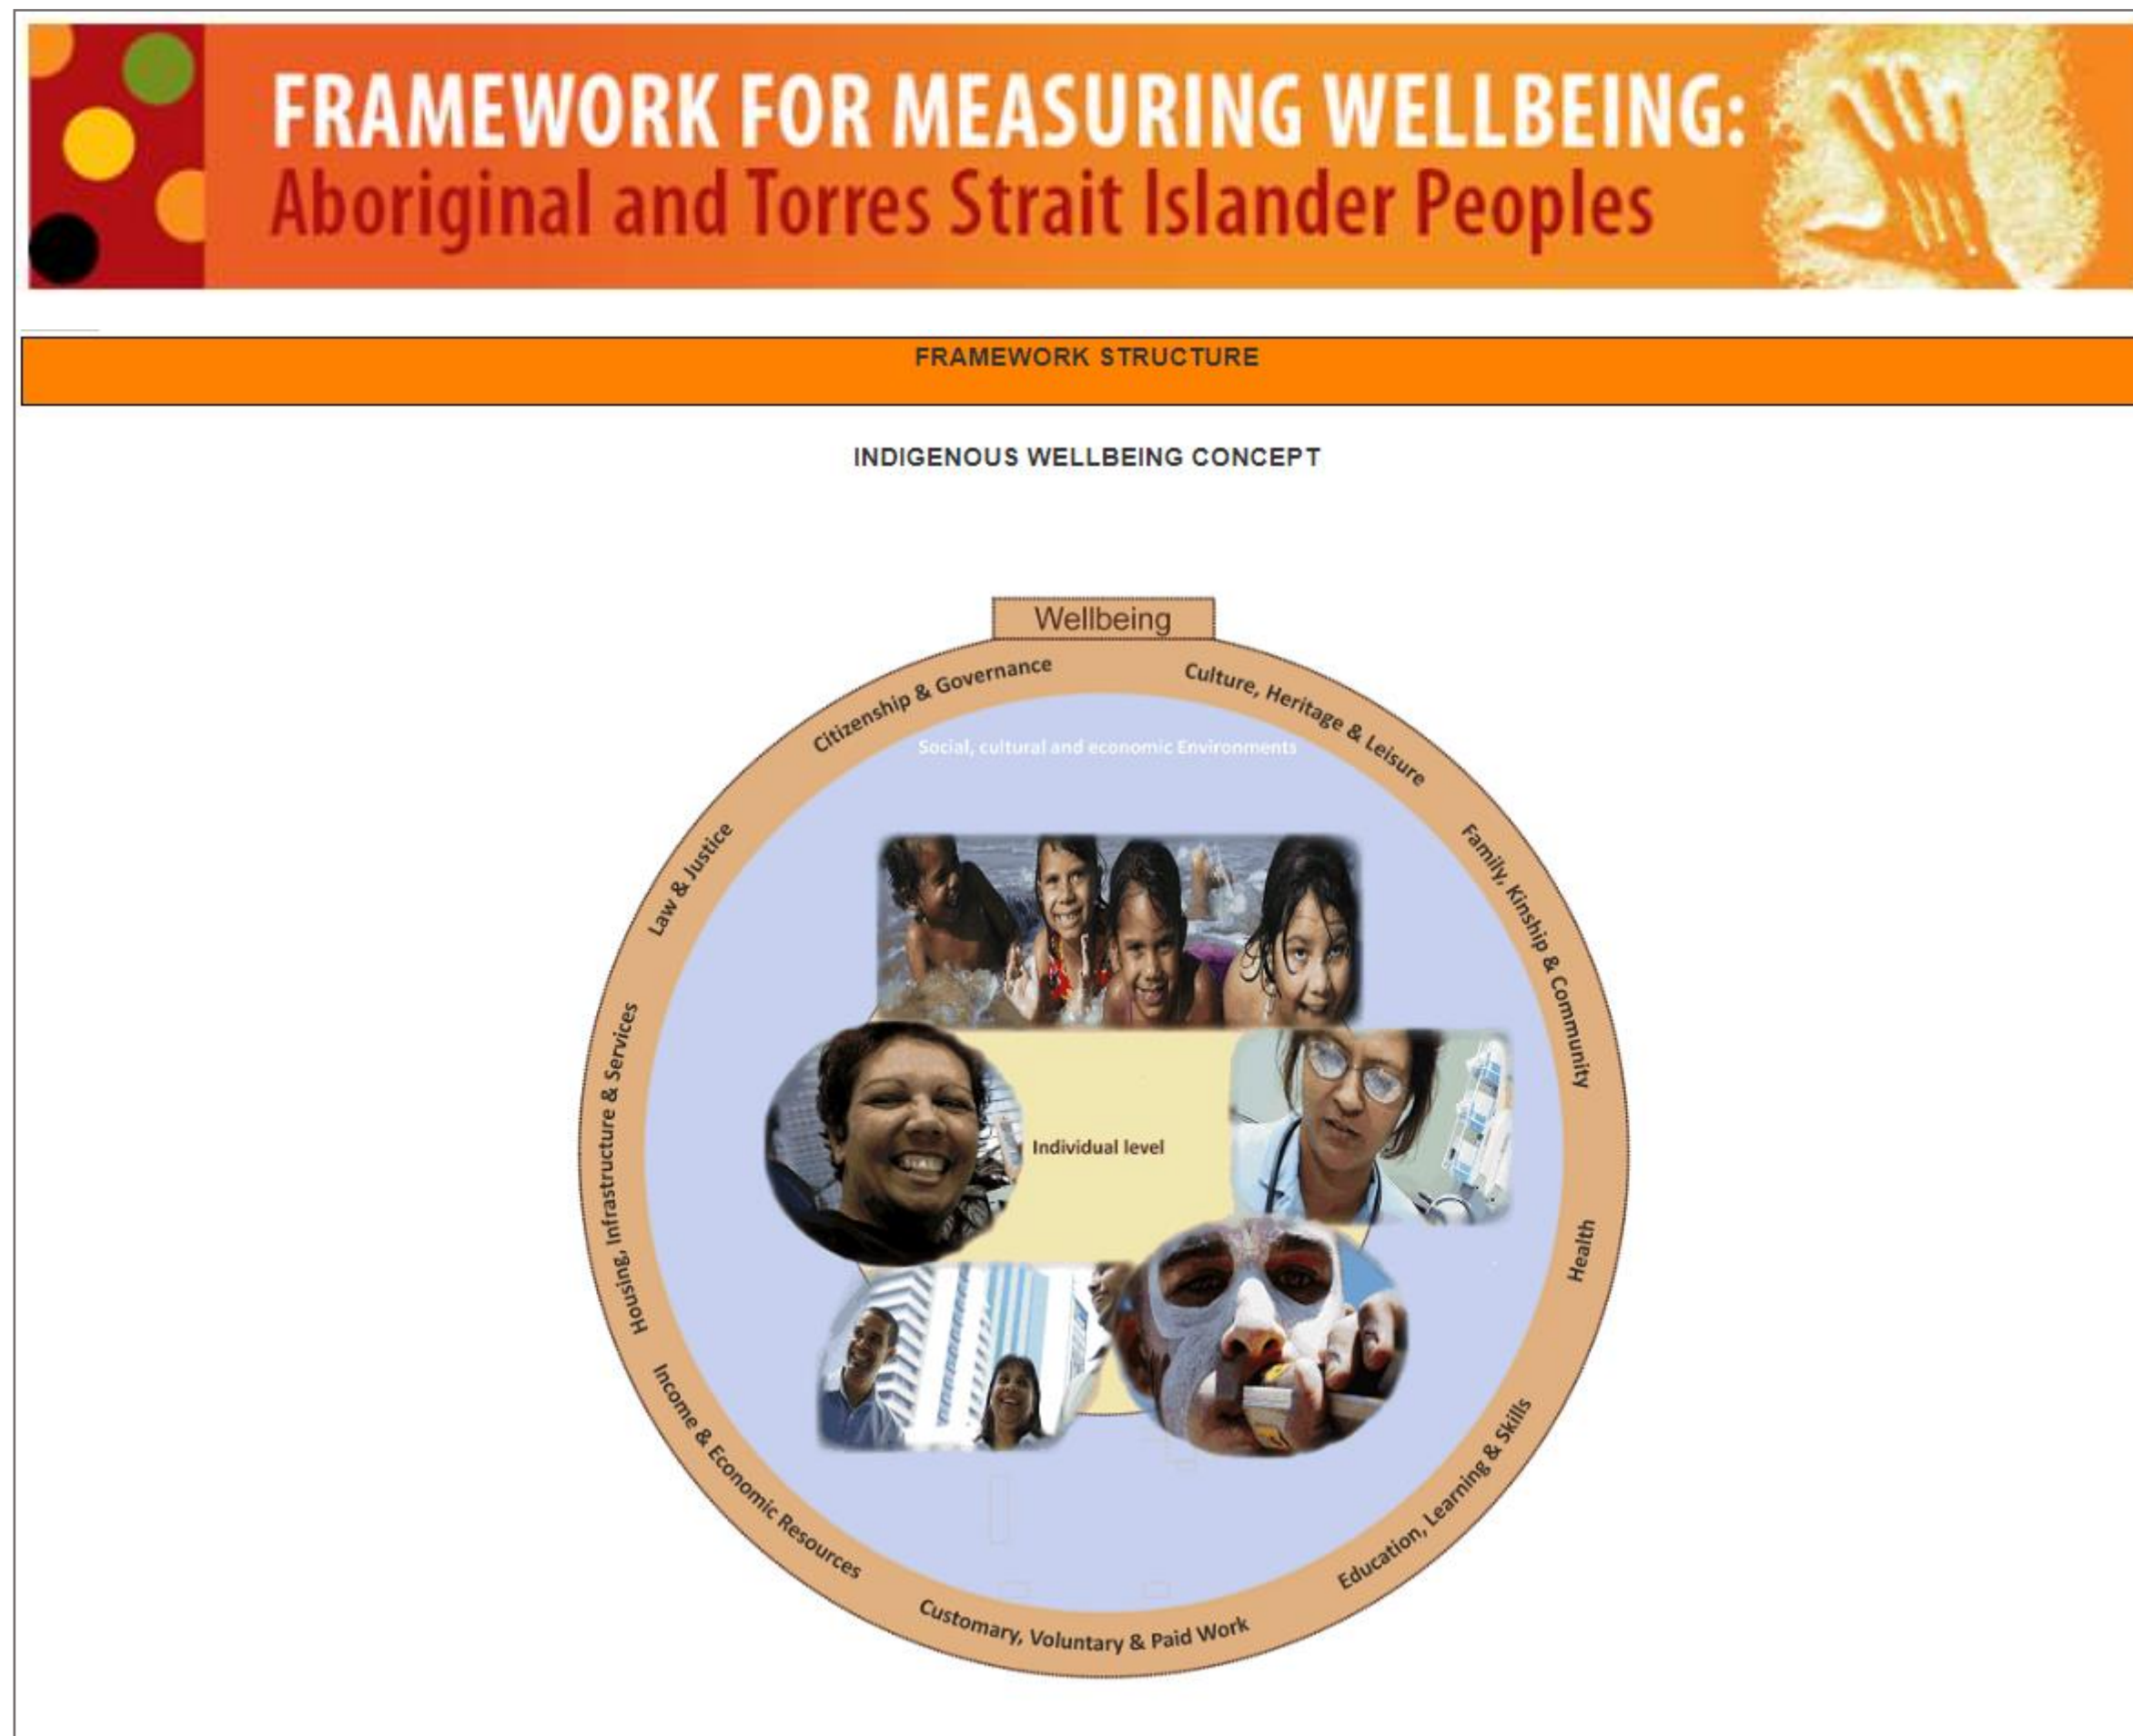 FRAMEWORK FOR MEASURING WELLBEING:
Aboriginal and Torres Strait Islander Peoples
FRAMEWORK STRUCTURE
INDIGENOUS WELLBEING CONCEPT
Wellbeing
Citizenship & Governance
Culture, Heritage & Leisure
Social, cultural and economic Environments
Law & Justice
Family, Kinship & Community
Housing, Infrastructure & Services
Individual level
Health
Income & Economic Resources
Education, Learning & Skills
Customary, Voluntary & Paid Work